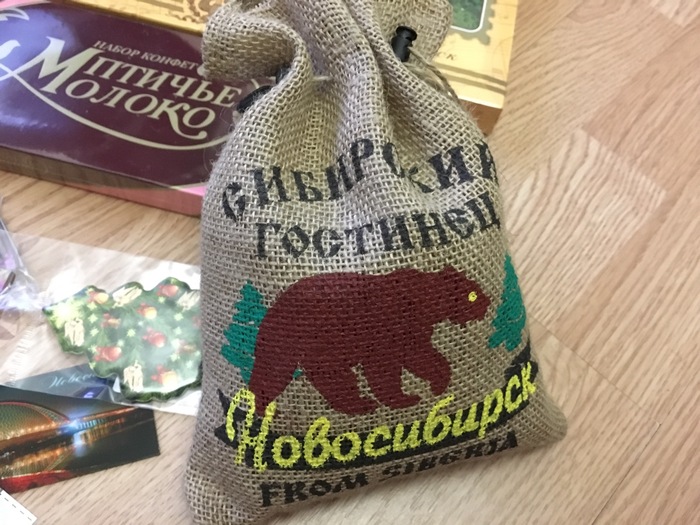 НАБОР КОНФЕТ
ПТИЧЬЕ
МОЛОКО
СИБИРСКИЙ
ГОСТИНЕЦ
Новосибирск
FROM SIBERIA